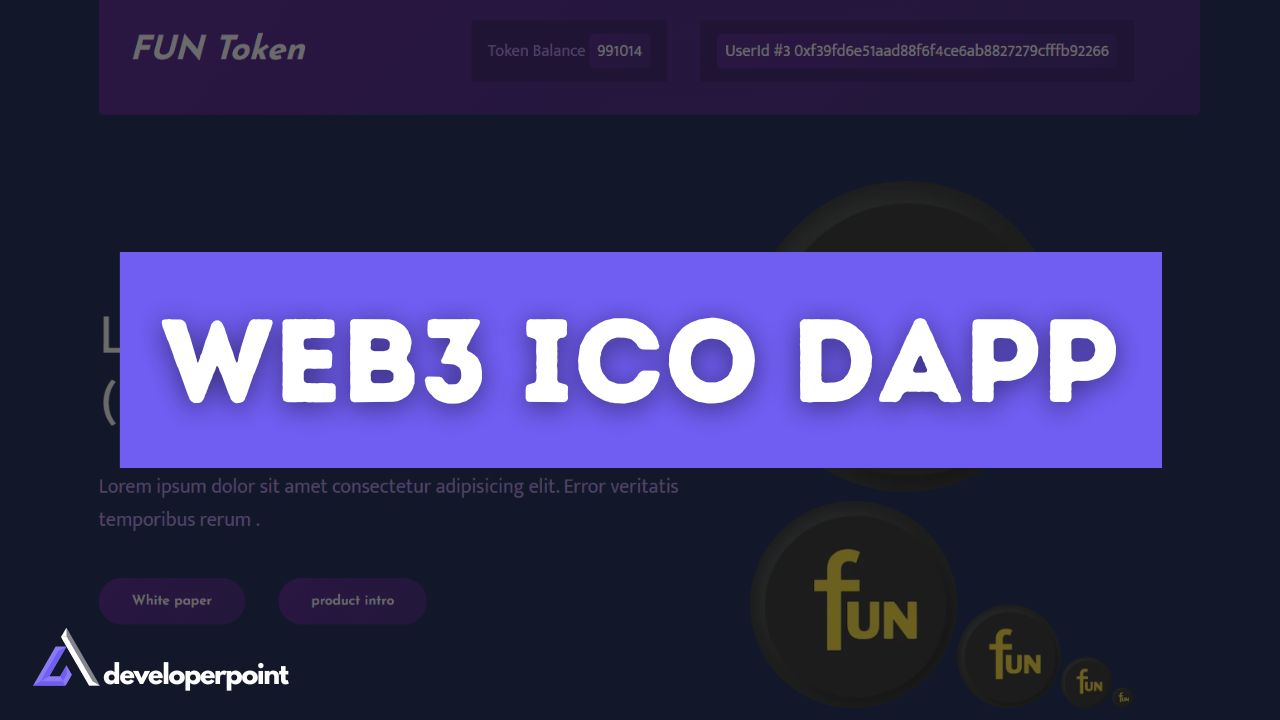 FUN Token
Token Balance 991014
UserId #3 0xf39fd6e51aad88f6f4ce6ab8827279cfffb92266
WEB3 ICO DAPP
L
(
Lorem ipsum dolor sit amet consectetur adipisicing elit. Error veritatis
temporibus rerum .
White paper
product intro
fUN
fUN
fUN
fUN
developerpoint